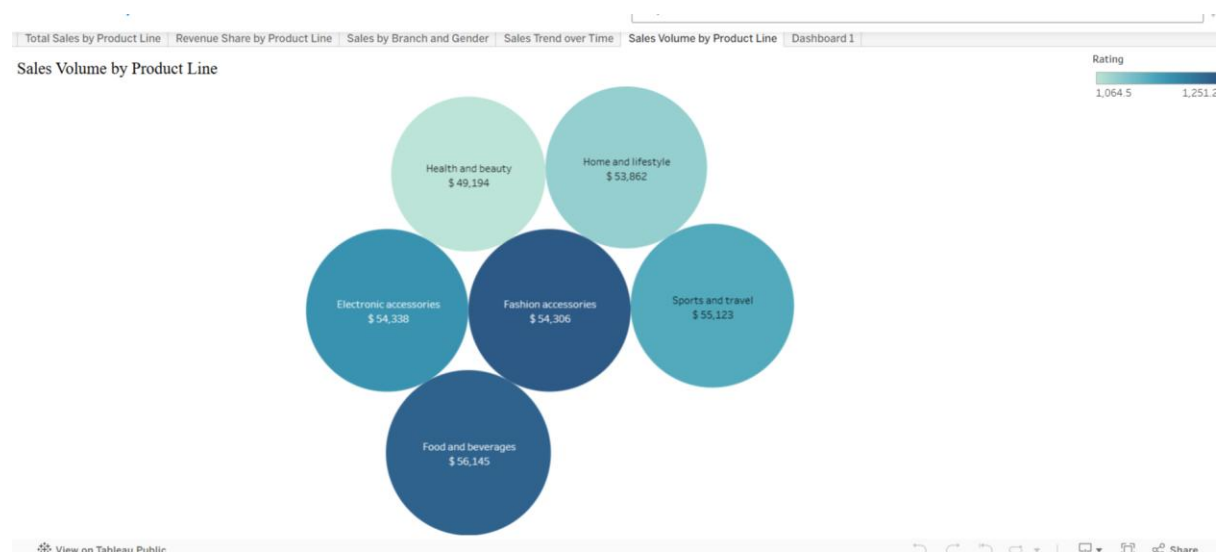 Total Sales by Product Line Revenue Share by Product Line Sales by Branch and Gender Sales Trend over Time Sales Volume by Product Line Dashboard 1
Sales Volume by Product Line
Rating
1,064.5 1,251.2
Health and beauty
$ 49,194
Home and lifestyle
$ 53,862
Electronic accessories
$ 54,338
Fashion accessories
$ 54,306
Sports and travel
$ 55,123
Food and beverages
$ 56,145
View on Tableau Public
Share